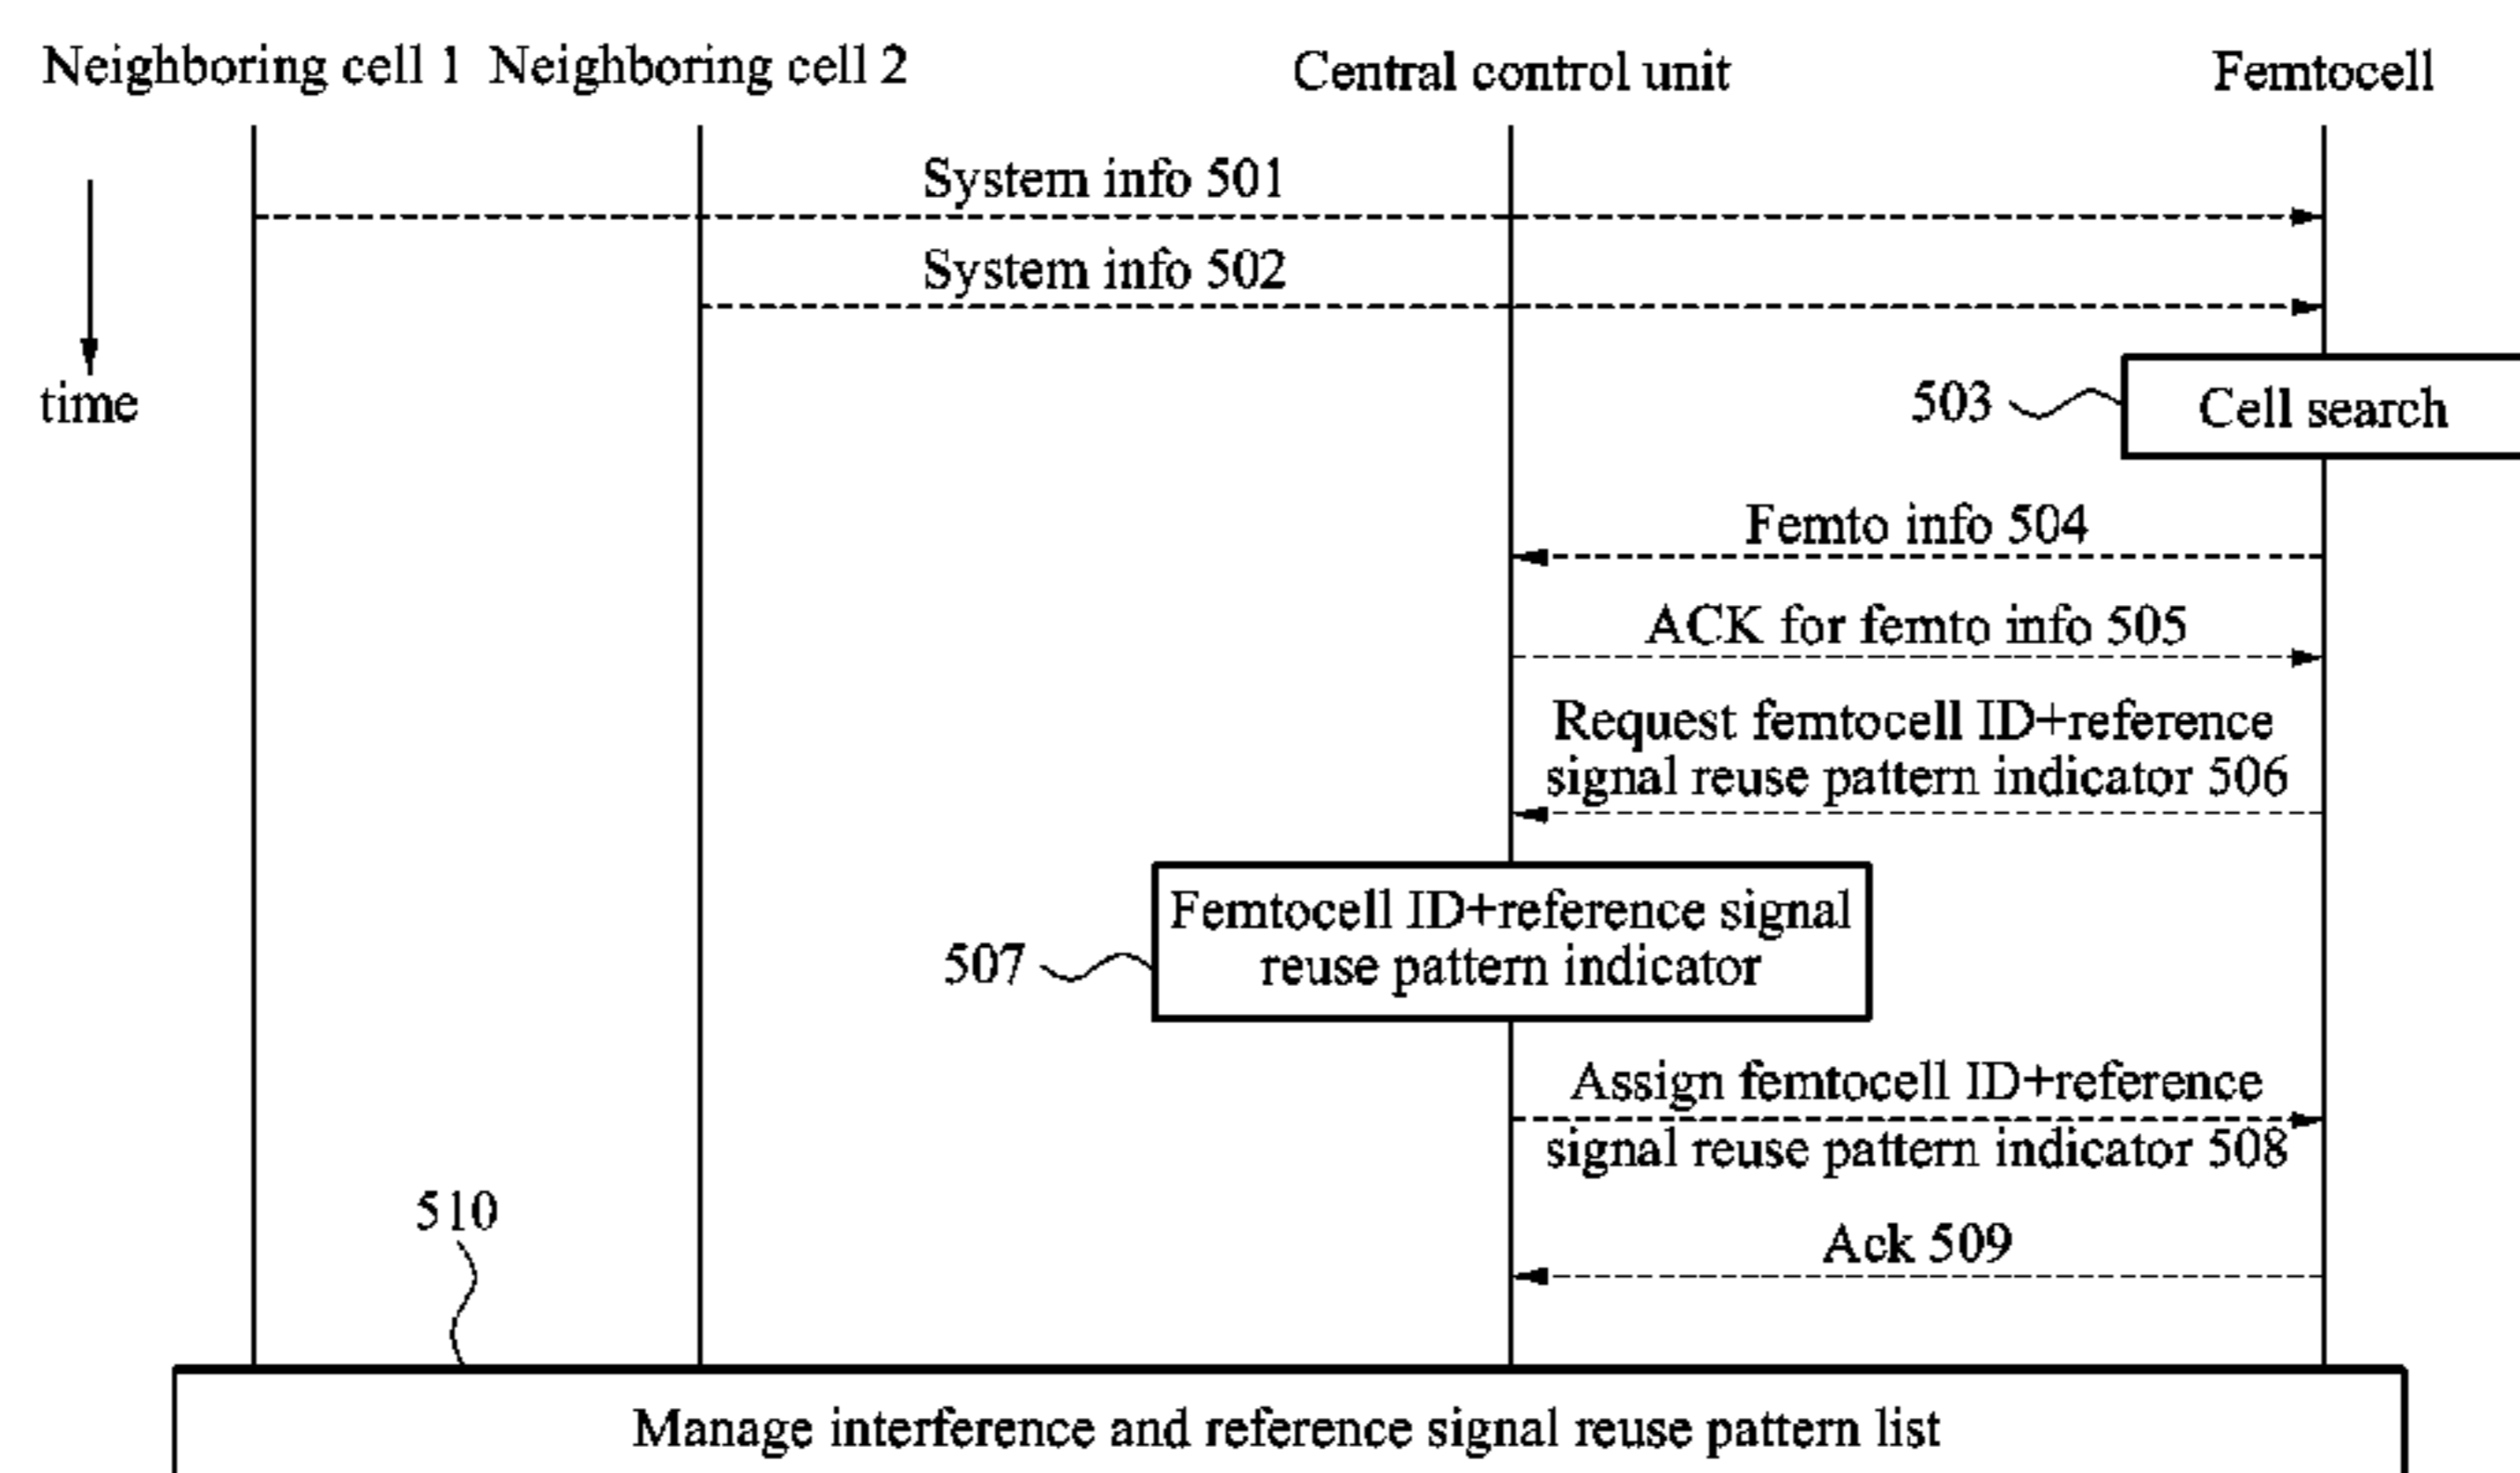 Neighboring cell 1 Neighboring cell 2 Central control unit Femtocell
System info 501
System info 502
time
503 Cell search
Femto info 504
ACK for femto info 505
Request femtocell ID+reference
signal reuse pattern indicator 506
Femtocell ID+reference signal
507
reuse pattern indicator
Assign femtocell ID+reference
signal reuse pattern indicator 508
510
Ack 509
Manage interference and reference signal reuse pattern list